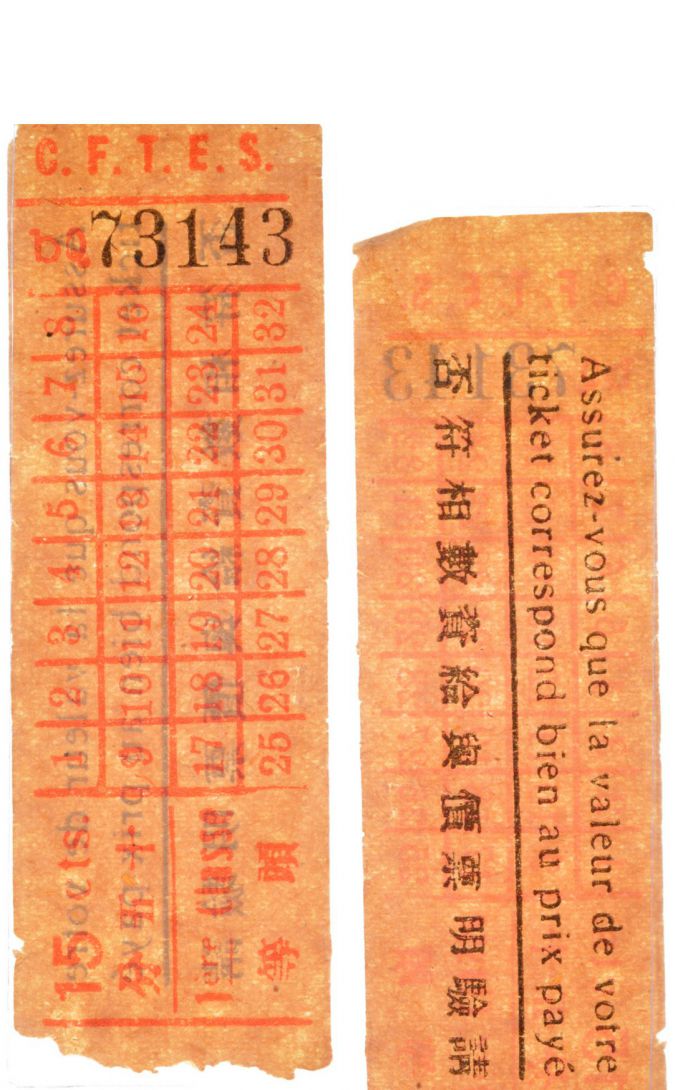 C. F. T. E. S.
73143
1 2 3 4 5 6 7 8
9 10 11 12 13 14 15 16
17 18 19 20 21 22 23 24
25 26 27 28 29 30 31 32
15 cts.
頭等
Assurez-vous que la valeur de votre
ticket correspond bien au prix payé
請驗明票價與給資數相符否